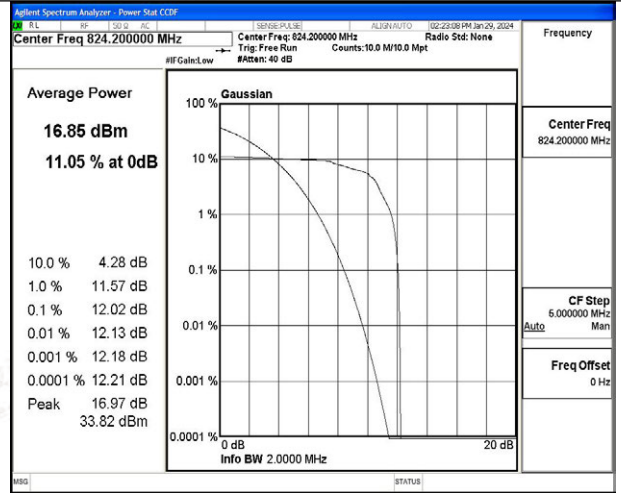 Agilent Spectrum Analyzer - Power Stat CCDF
RL RF 50 Ω AC SENSE:PULSE ALIGN AUTO 02:23:08 PM Jan 29, 2024
Center Freq 824.200000 MHz
Center Freq: 824.200000 MHz Radio Std: None
Trig: Free Run Counts:10.0 M/10.0 Mpt
#IFGain:Low #Atten: 40 dB
Frequency
Average Power
16.85 dBm
11.05 % at 0dB
10.0 % 4.28 dB
1.0 % 11.57 dB
0.1 % 12.02 dB
0.01 % 12.13 dB
0.001 % 12.18 dB
0.0001 % 12.21 dB
Peak 16.97 dB
33.82 dBm
Gaussian
100 %
10 %
1 %
0.1 %
0.01 %
0.001 %
0.0001 %
0 dB 20 dB
Info BW 2.0000 MHz
Center Freq
824.200000 MHz
CF Step
5.000000 MHz
Auto Man
Freq Offset
0 Hz
MSG STATUS